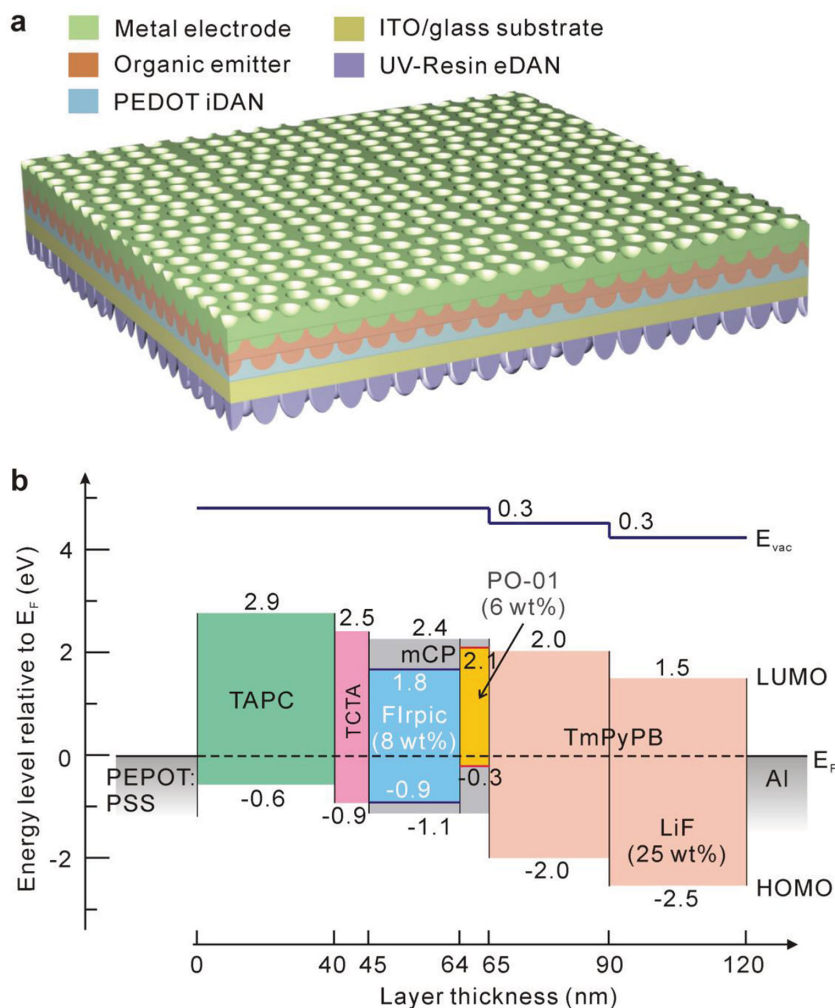 a
Metal electrode
Organic emitter
PEDOT iDAN
ITO/glass substrate
UV-Resin eDAN
b
Energy level relative to E_F (eV)
4
2
0
-2
0.3
0.3
E_vac
PO-01
(6 wt%)
2.9
2.5
2.4
mCP
2.1
2.0
1.5
LUMO
1.8
TAPC
TCTA
FIrpic
(8 wt%)
TmPyPB
E_F
PEPOT:
PSS
-0.3
Al
-0.6
-0.9
-0.9
-1.1
LiF
(25 wt%)
-2.0
-2.5
HOMO
0 40 45 64 65 90 120
Layer thickness (nm)